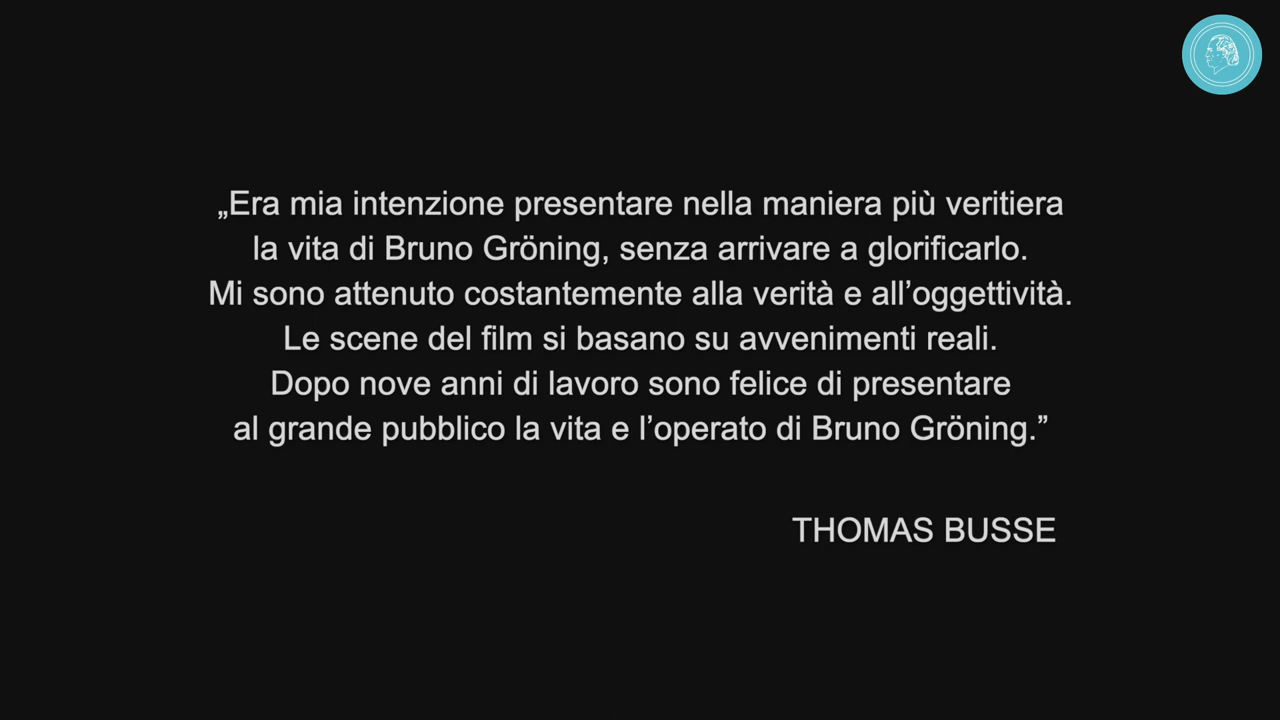 „Era mia intenzione presentare nella maniera più veritiera
la vita di Bruno Gröning, senza arrivare a glorificarlo.
Mi sono attenuto costantemente alla verità e all’oggettività.
Le scene del film si basano su avvenimenti reali.
Dopo nove anni di lavoro sono felice di presentare
al grande pubblico la vita e l’operato di Bruno Gröning.”
THOMAS BUSSE